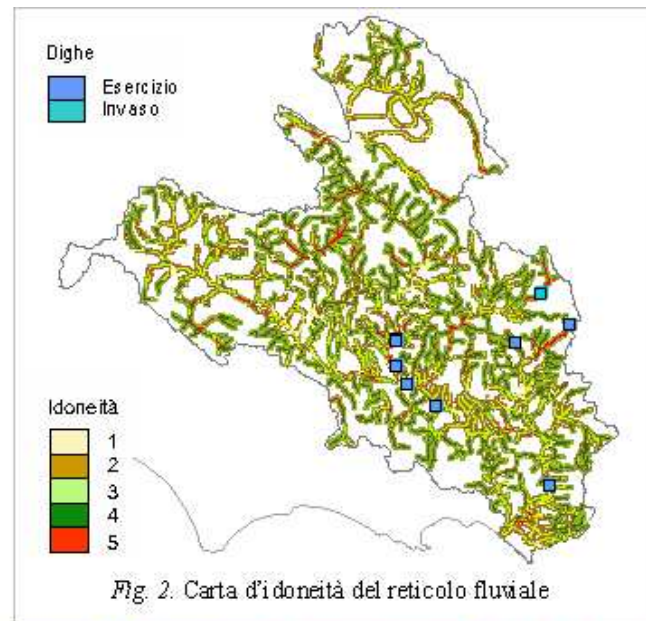 Dighe
Esercizio
Invaso
Idoneità
1
2
3
4
5
Fig. 2. Carta d'idoneità del reticolo fluviale